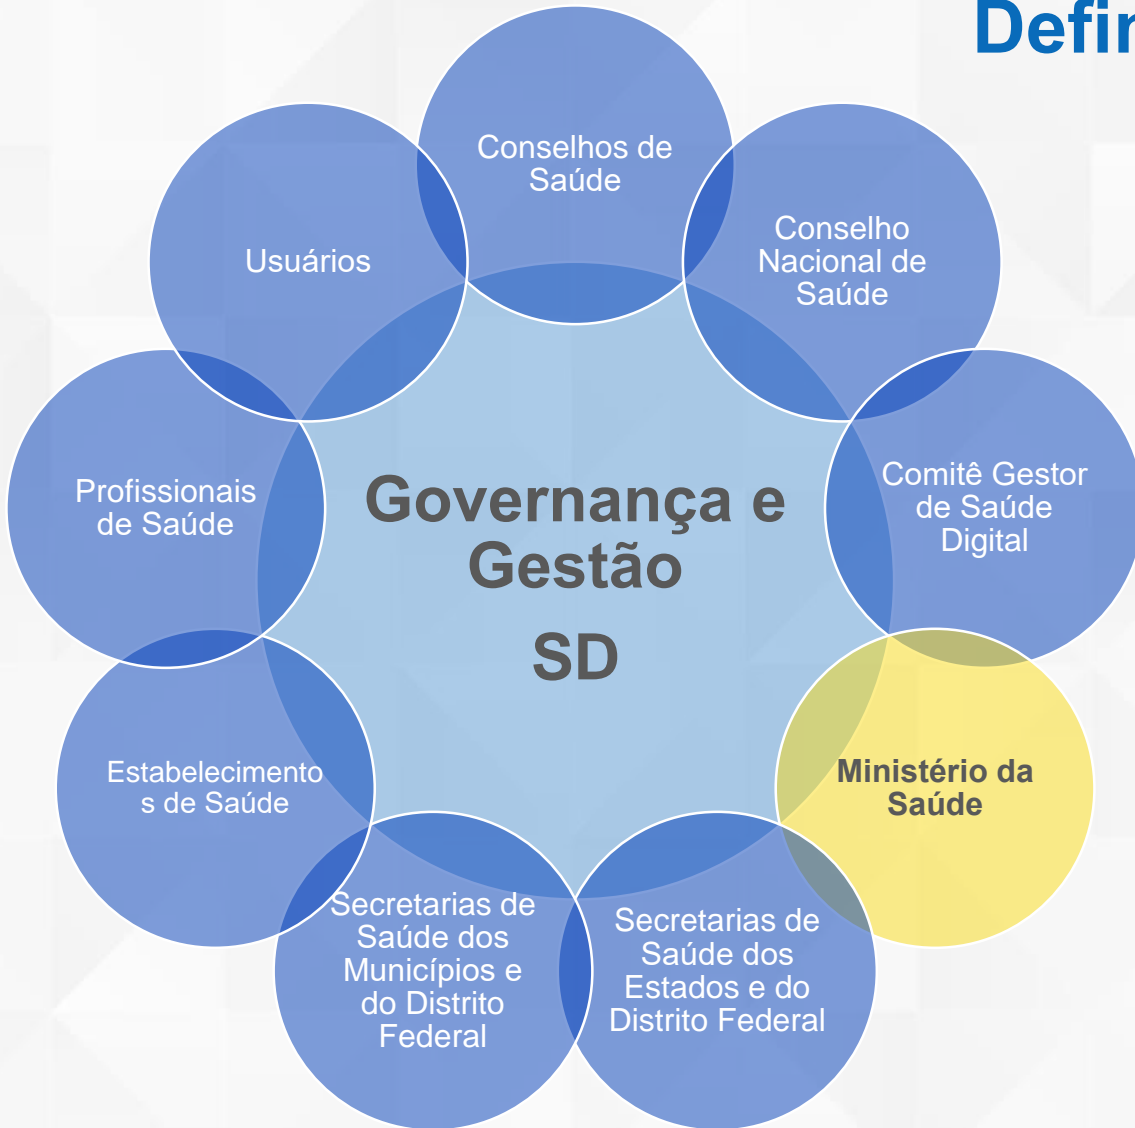 Defin
Conselhos de
Saúde
Conselho
Nacional de
Saúde
Usuários
Comitê Gestor
de Saúde
Digital
Profissionais
de Saúde
Governança e
Gestão
SD
Ministério da
Saúde
Estabelecimento
s de Saúde
Secretarias de
Saúde dos
Municípios e
do Distrito
Federal
Secretarias de
Saúde dos
Estados e do
Distrito Federal